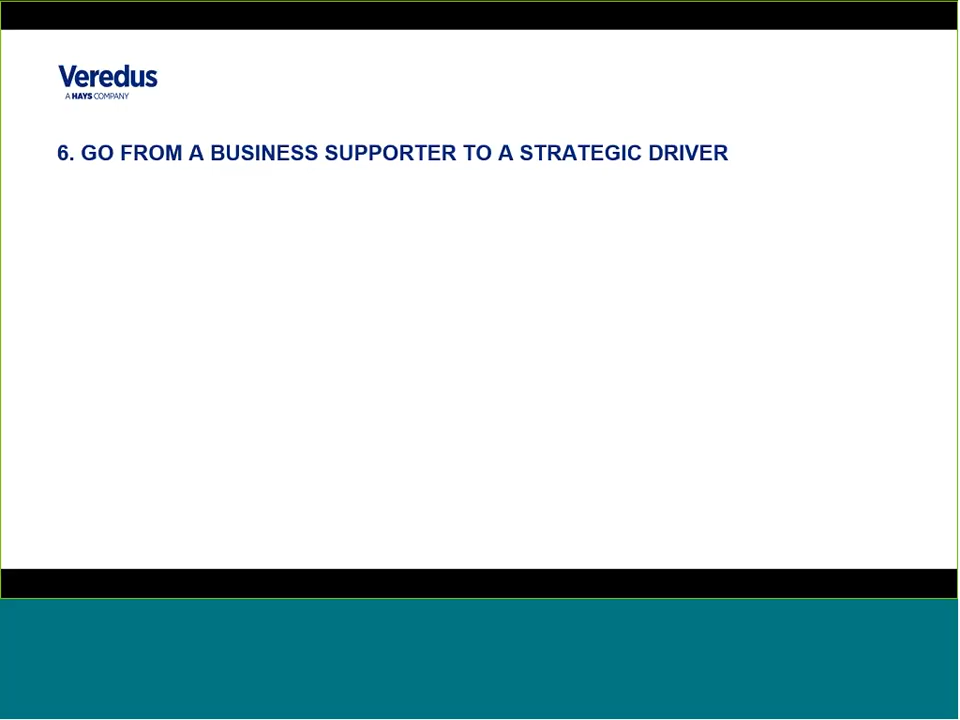 Veredus
A HAYS COMPANY
6. GO FROM A BUSINESS SUPPORTER TO A STRATEGIC DRIVER